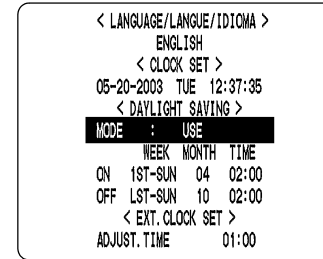 < LANGUAGE/LANGUE/IDIOMA >
ENGLISH
< CLOCK SET >
05-20-2003 TUE 12:37:35
< DAYLIGHT SAVING >
MODE : USE
WEEK MONTH TIME
ON 1ST-SUN 04 02:00
OFF LST-SUN 10 02:00
< EXT.CLOCK SET >
ADJUST.TIME 01:00